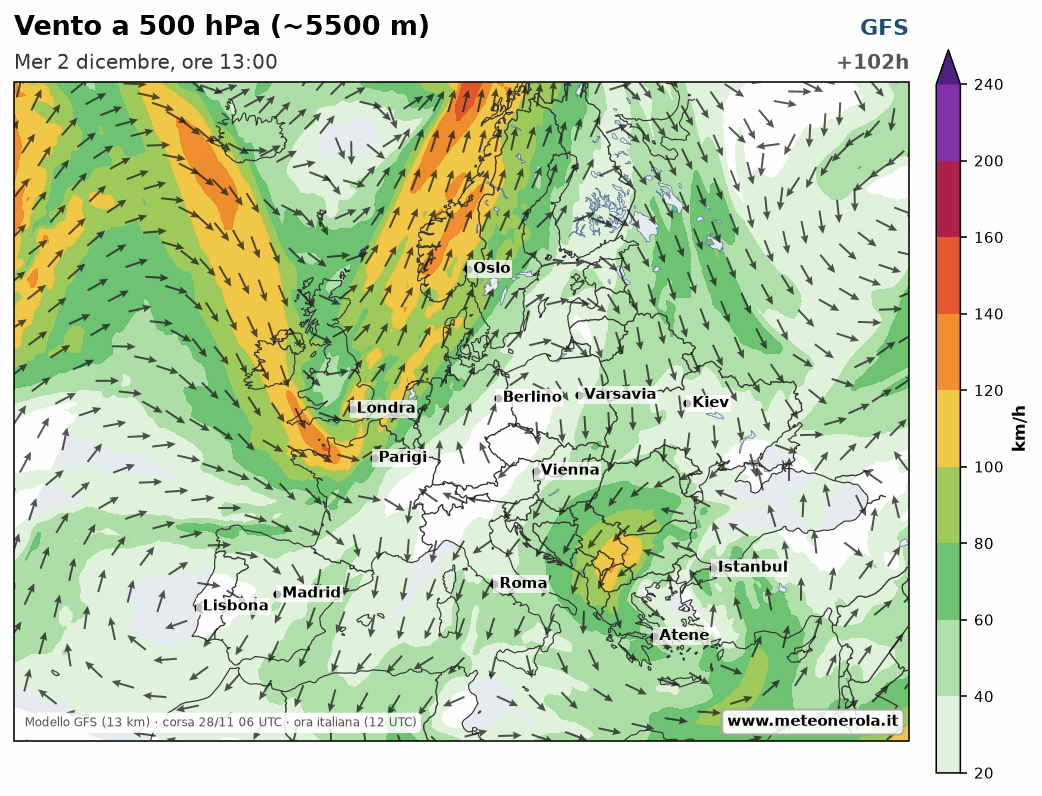 Vento a 500 hPa (~5500 m)
GFS
Mer 2 dicembre, ore 13:00
+102h
Oslo
Londra
Berlino
Varsavia
Kiev
Parigi
Vienna
Roma
Istanbul
Madrid
Lisbona
Atene
Modello GFS (13 km) · corsa 28/11 06 UTC · ora italiana (12 UTC)
www.meteonerola.it
240
200
180
160
140
120
100
80
60
40
20
km/h